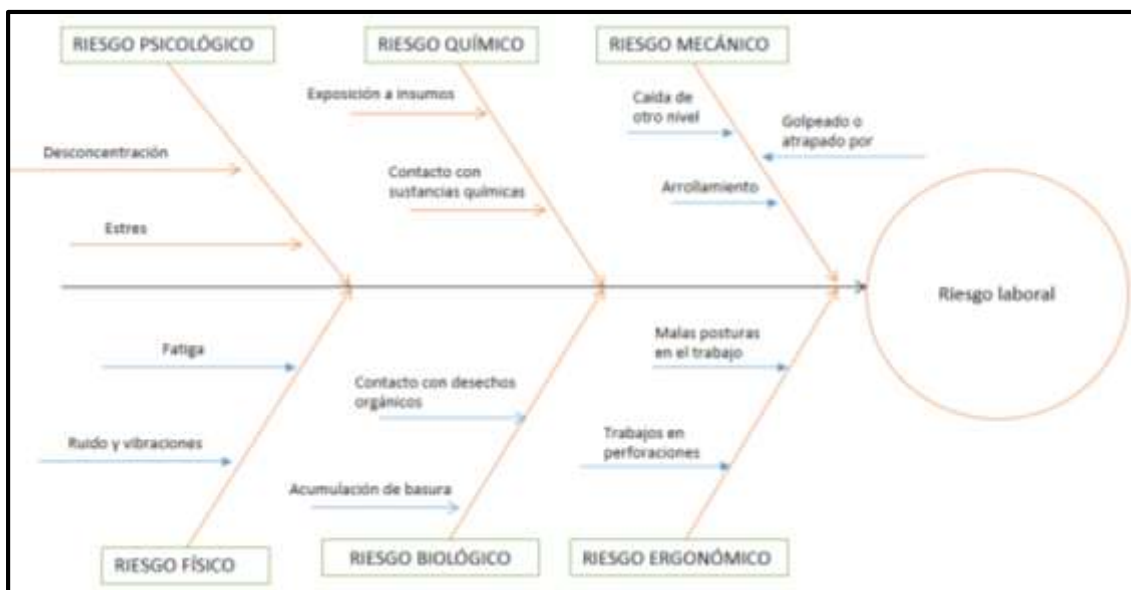 RIESGO PSICOLÓGICO
RIESGO QUÍMICO
RIESGO MECÁNICO
Exposición a insumos
Caída de
otro nivel
Golpeado o
atrapado por
Desconcentración
Contacto con
sustancias químicas
Arrollamiento
Estres
Riesgo laboral
Fatiga
Malas posturas
en el trabajo
Contacto con desechos
orgánicos
Ruido y vibraciones
Trabajos en
perforaciones
Acumulación de basura
RIESGO FÍSICO
RIESGO BIOLÓGICO
RIESGO ERGONÓMICO